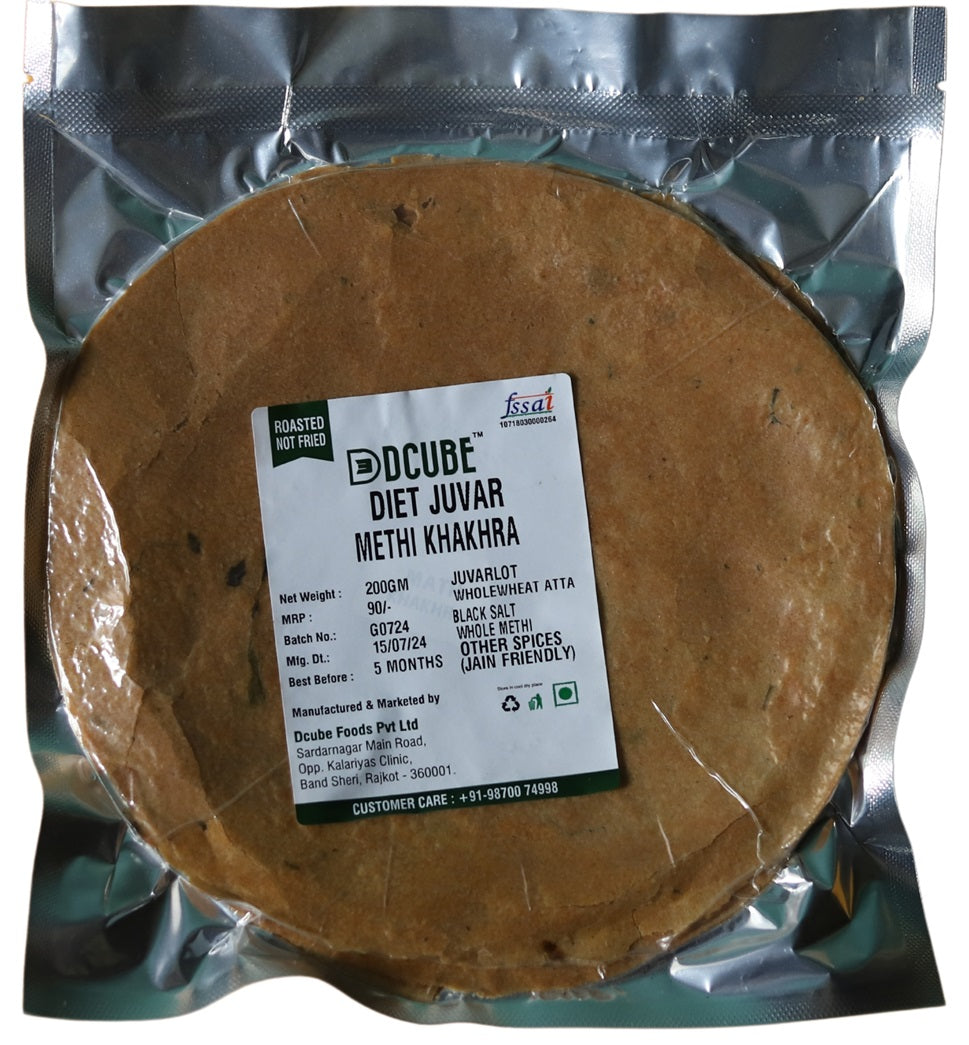 ROASTED
NOT FRIED
fssai
10718030000264
DCUBE™
DIET JUVAR
METHI KHAKHRA
Net Weight : 200GM
MRP : 90/-
Batch No.: G0724
Mfg. Dt.: 15/07/24
Best Before : 5 MONTHS
JUVARLOT
WHOLEWHEAT ATTA
BLACK SALT
WHOLE METHI
OTHER SPICES
(JAIN FRIENDLY)
Manufactured & Marketed by
Dcube Foods Pvt Ltd
Sardarnagar Main Road,
Opp. Kalariyas Clinic,
Band Sheri, Rajkot - 360001.
Store in cool dry place
CUSTOMER CARE : +91-98700 74998